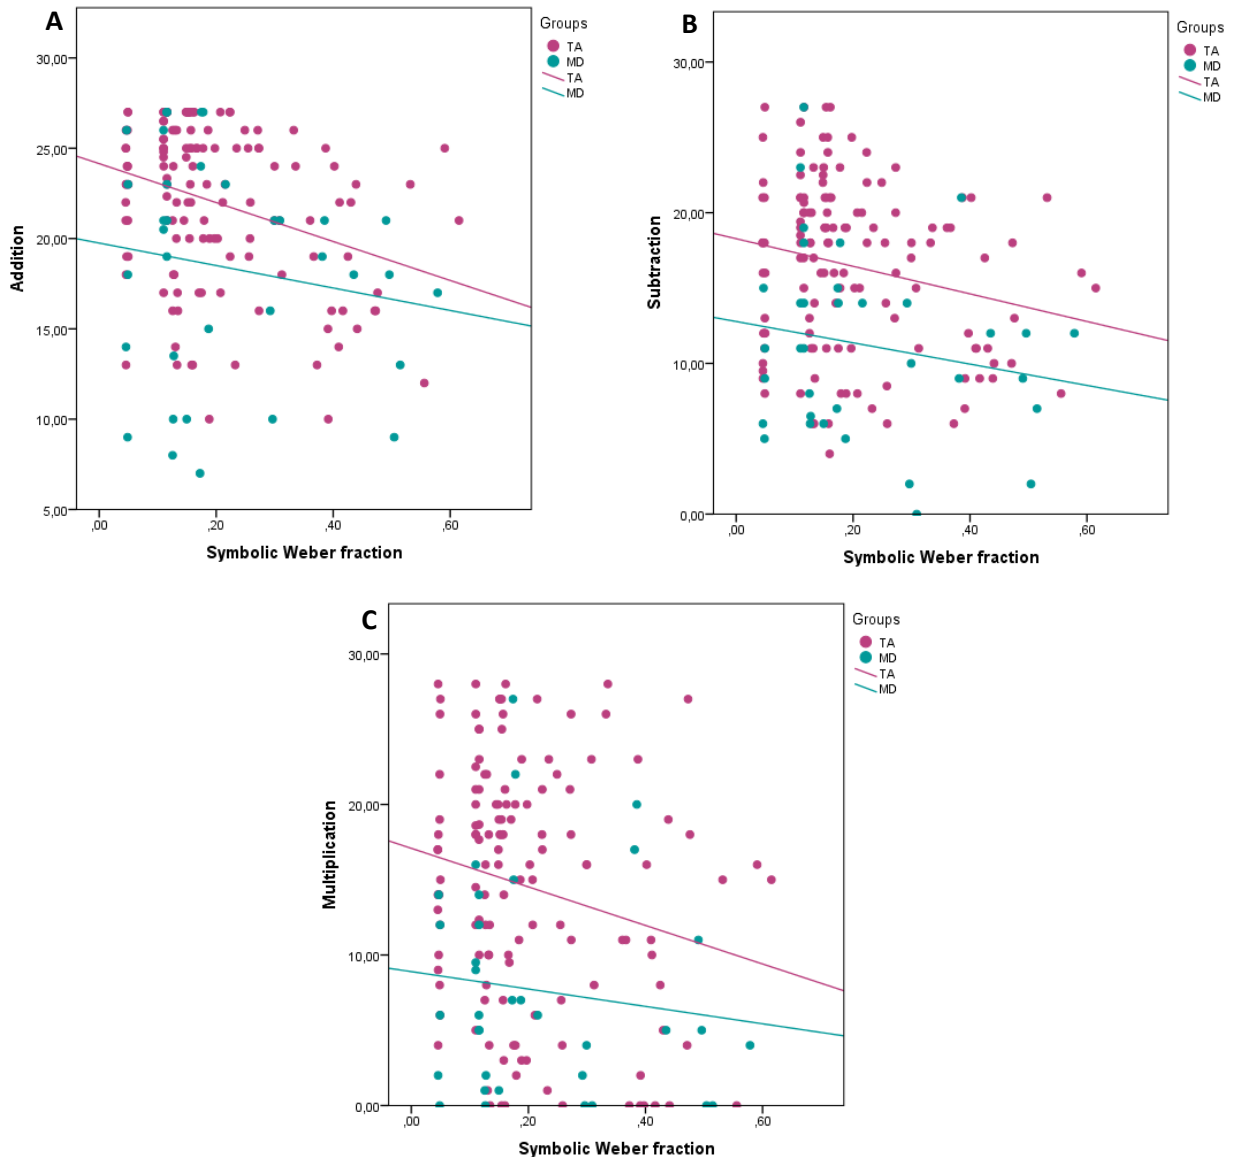 A
Groups
TA
MD
TA
MD
30,00
25,00
20,00
15,00
10,00
5,00
Addition
,00 ,20 ,40 ,60
Symbolic Weber fraction
B
Groups
TA
MD
TA
MD
30,00
20,00
10,00
0,00
Subtraction
,00 ,20 ,40 ,60
Symbolic Weber fraction
C
Groups
TA
MD
TA
MD
30,00
20,00
10,00
0,00
Multiplication
,00 ,20 ,40 ,60
Symbolic Weber fraction